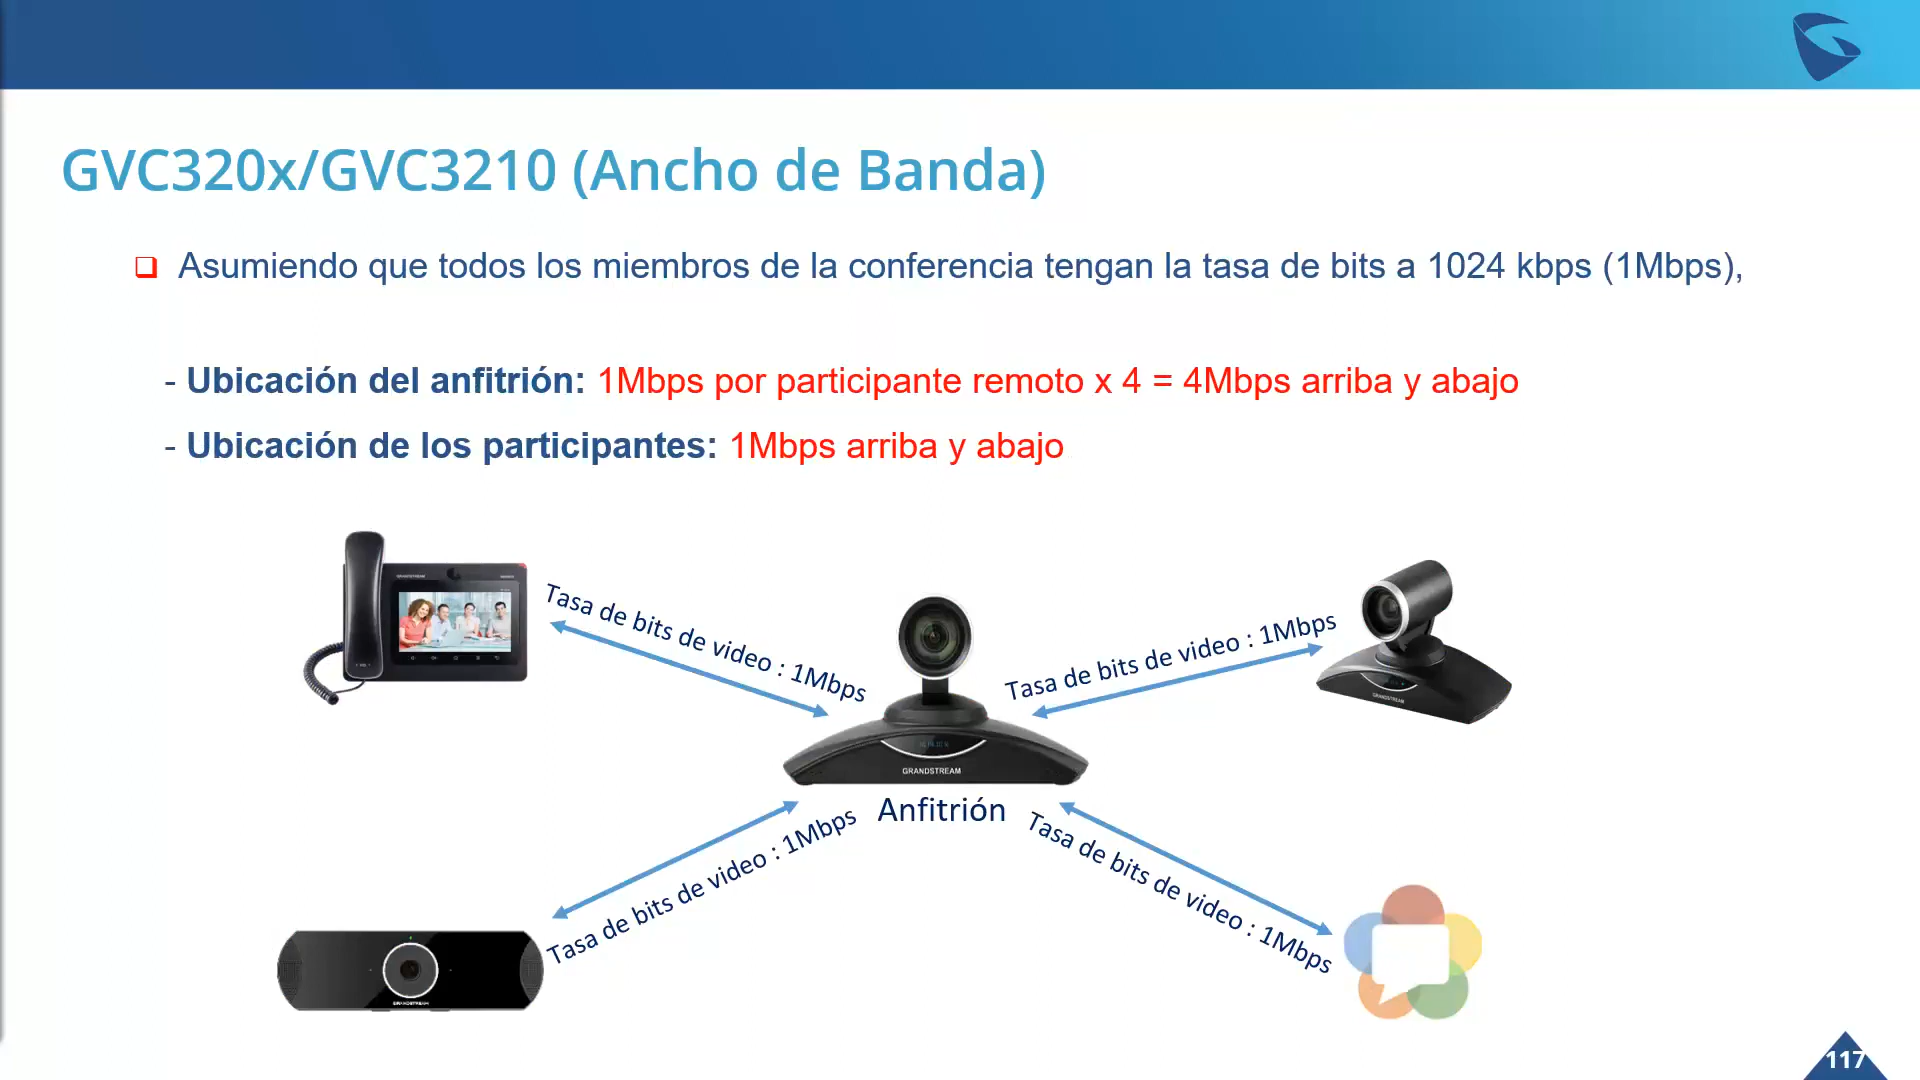 GVC320x/GVC3210 (Ancho de Banda)
Asumiendo que todos los miembros de la conferencia tengan la tasa de bits a 1024 kbps (1Mbps),
- Ubicación del anfitrión: 1Mbps por participante remoto x 4 = 4Mbps arriba y abajo
- Ubicación de los participantes: 1Mbps arriba y abajo
Tasa de bits de video : 1Mbps
Tasa de bits de video : 1Mbps
GRANDSTREAM
GRANDSTREAM
GRANDSTREAM
Anfitrión
Tasa de bits de video : 1Mbps
Tasa de bits de video : 1Mbps
GRANDSTREAM
117